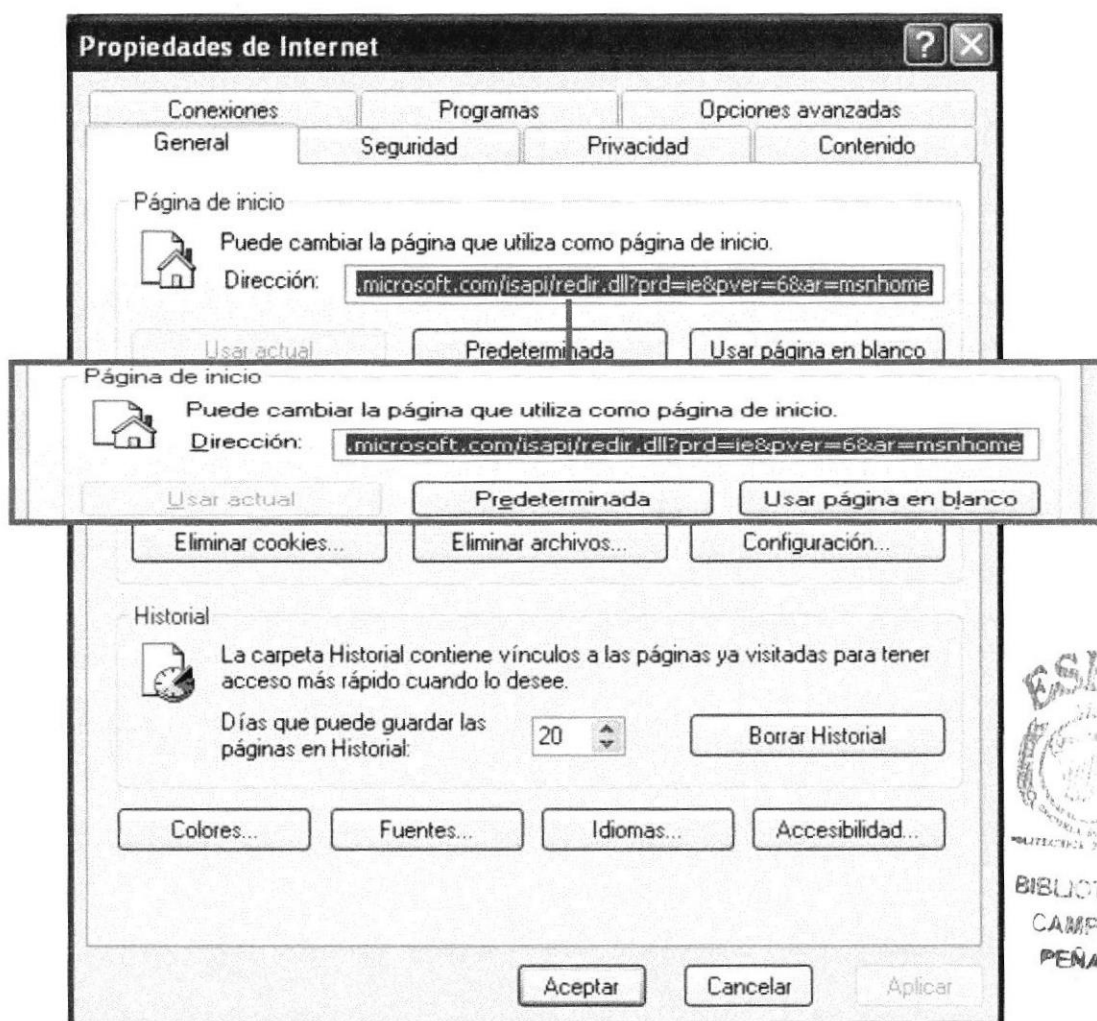 Propiedades de Internet
Conexiones Programas Opciones avanzadas
General Seguridad Privacidad Contenido
Página de inicio
Puede cambiar la página que utiliza como página de inicio.
Dirección: .microsoft.com/isapi/redir.dll?prd=ie&pver=6&ar=msnhome
Usar actual Predeterminada Usar página en blanco
Página de inicio
Puede cambiar la página que utiliza como página de inicio.
Dirección: .microsoft.com/isapi/redir.dll?prd=ie&pver=6&ar=msnhome
Usar actual Predeterminada Usar página en blanco
Eliminar cookies... Eliminar archivos... Configuración...
Historial
La carpeta Historial contiene vínculos a las páginas ya visitadas para tener
acceso más rápido cuando lo desee.
Días que puede guardar las
páginas en Historial:
20 Borrar Historial
Colores... Fuentes... Idiomas... Accesibilidad...
Aceptar Cancelar Aplicar
BIBLIOT
CAMP
PEÑA